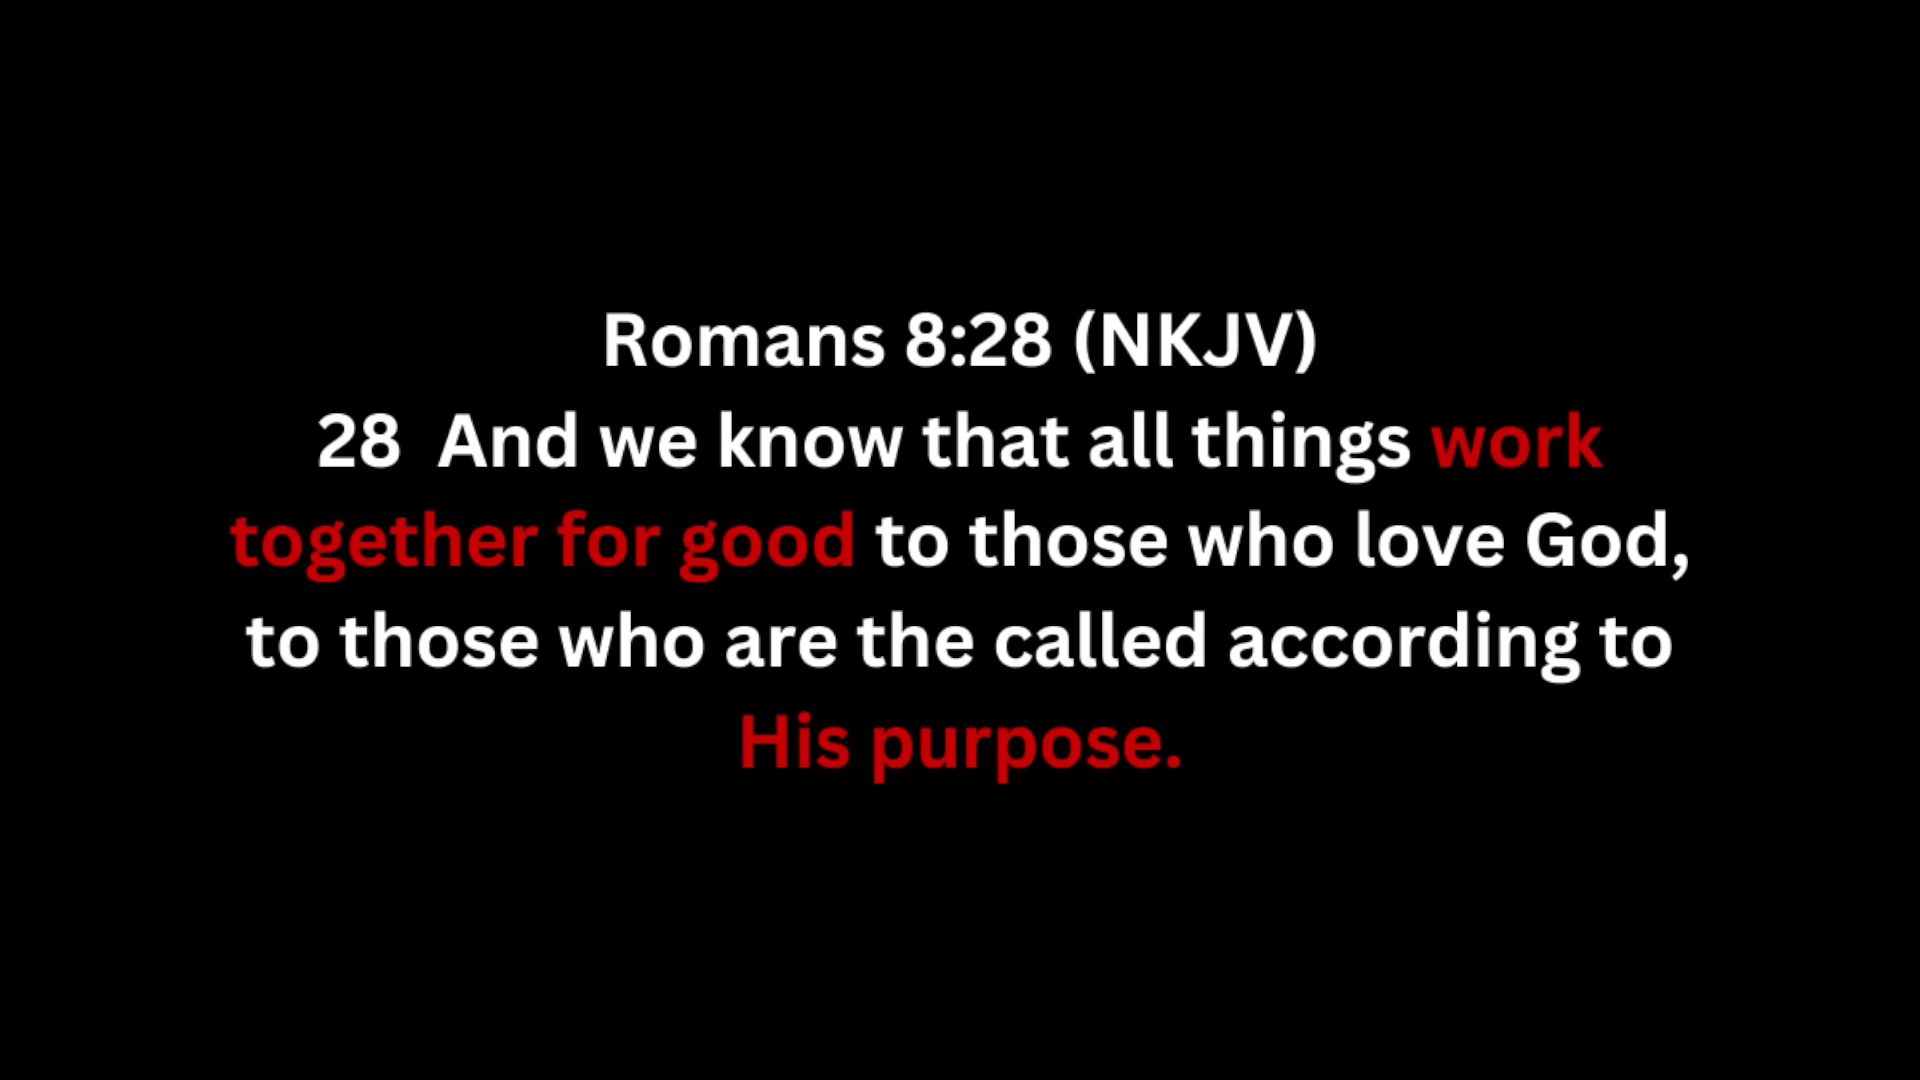 Romans 8:28 (NKJV)
28  And we know that all things work
together for good to those who love God,
to those who are the called according to
His purpose.